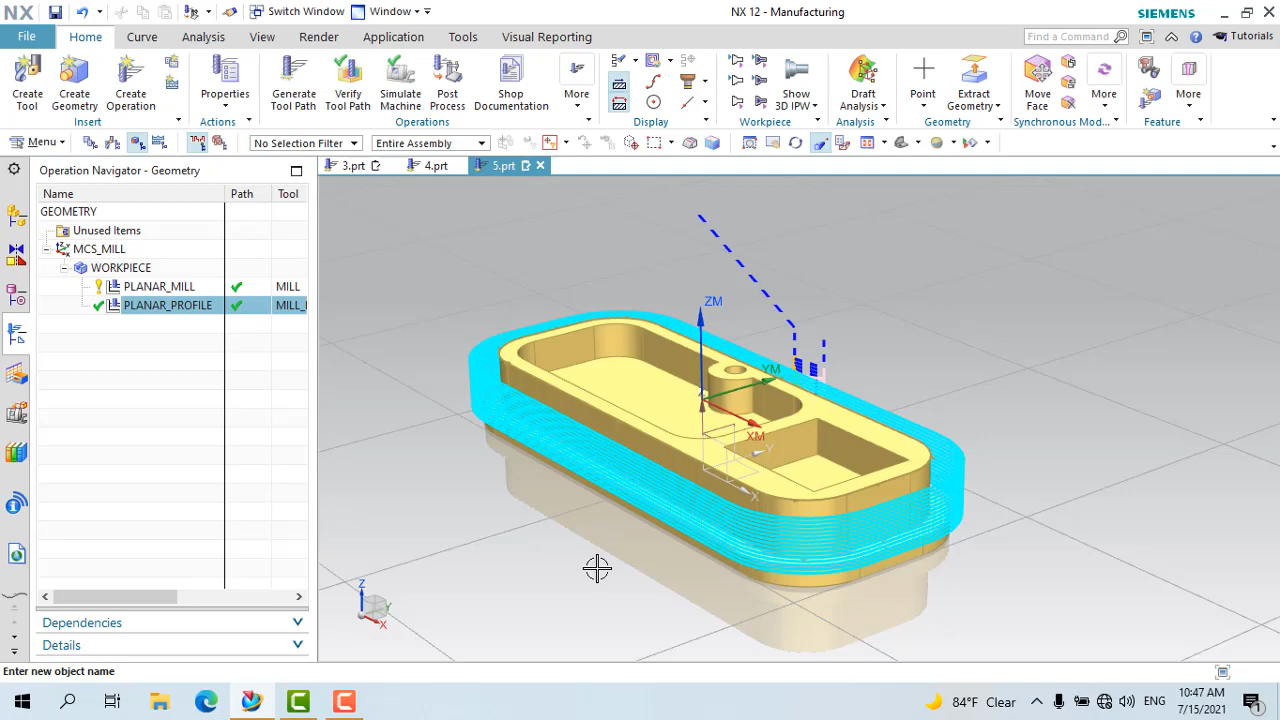 NX
Switch Window
Window
NX 12 - Manufacturing
SIEMENS
File
Home
Curve
Analysis
View
Render
Application
Tools
Visual Reporting
Find a Command
Tutorials
Create Tool
Create Geometry
Create Operation
Properties
Generate Tool Path
Verify Tool Path
Simulate Machine
Post Process
Shop Documentation
More
Show 3D IPW
Draft Analysis
Point
Extract Geometry
Move Face
More
More
Insert
Actions
Operations
Display
Workpiece
Analysis
Geometry
Synchronous Mod...
Feature
Menu
No Selection Filter
Entire Assembly
3.prt
4.prt
5.prt
Operation Navigator - Geometry
Name
Path
Tool
GEOMETRY
Unused Items
MCS_MILL
WORKPIECE
PLANAR_MILL
MILL
PLANAR_PROFILE
MILL_
ZM
YM
XM
Y
X
Z
Y
X
Dependencies
Details
Enter new object name
84°F Clear
ENG
10:47 AM
7/15/2021
1